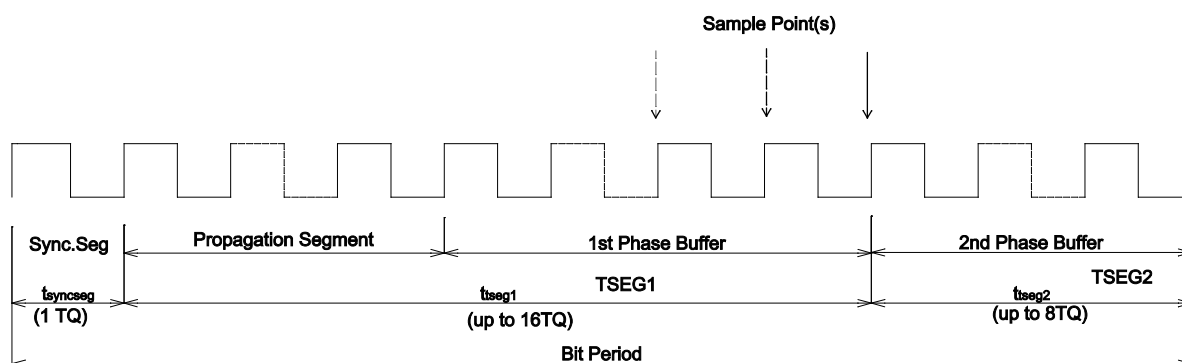 Sample Point(s)
Sync.Seg
Propagation Segment
1st Phase Buffer
2nd Phase Buffer
TSEG1
TSEG2
tsyncseg
(1 TQ)
ttseg1
(up to 16TQ)
ttseg2
(up to 8TQ)
Bit Period